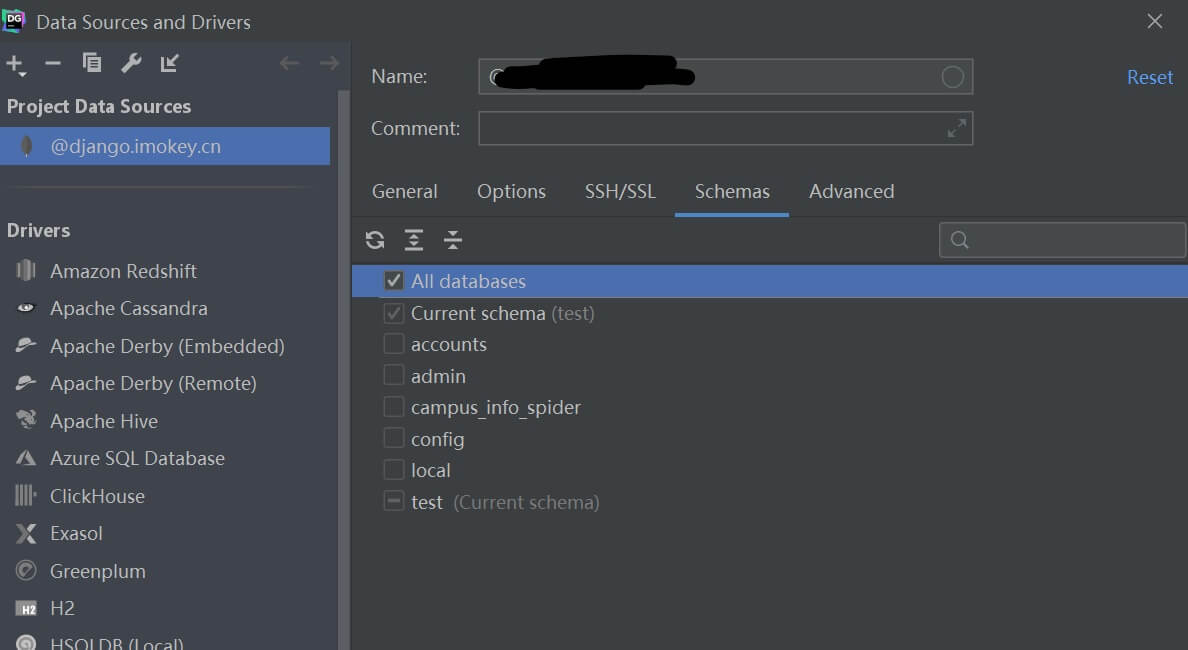 DG
Data Sources and Drivers
Project Data Sources
@django.imokey.cn
Drivers
Amazon Redshift
Apache Cassandra
Apache Derby (Embedded)
Apache Derby (Remote)
Apache Hive
Azure SQL Database
ClickHouse
Exasol
Greenplum
H2 H2
HSQLDB (Local)
Name: @
Reset
Comment:
General Options SSH/SSL Schemas Advanced
All databases
Current schema (test)
accounts
admin
campus_info_spider
config
local
test (Current schema)